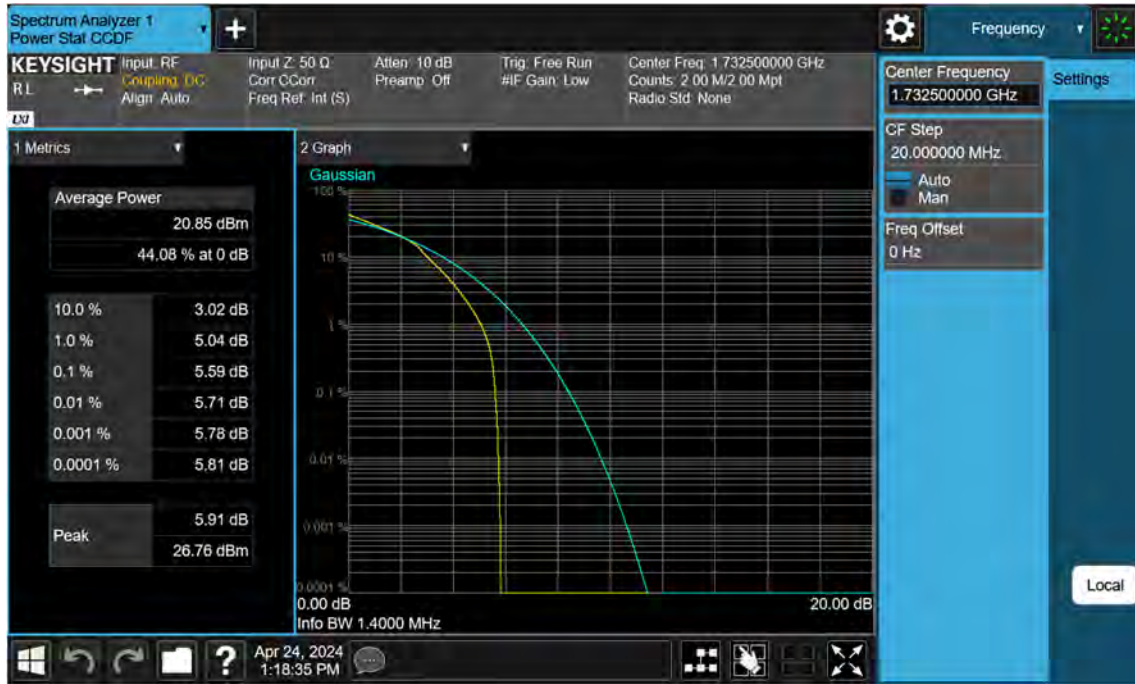 Spectrum Analyzer 1
Power Stat CCDF
Frequency
KEYSIGHT
RL
LXI
Input: RF
Coupling: DC
Align: Auto
Input Z: 50 Ω
Corr CCorr
Freq Ref: Int (S)
Atten: 10 dB
Preamp: Off
Trig: Free Run
#IF Gain: Low
Center Freq: 1.732500000 GHz
Counts: 2.00 M/2.00 Mpt
Radio Std: None
Center Frequency
1.732500000 GHz
Settings
CF Step
20.000000 MHz
Auto
Man
Freq Offset
0 Hz
Local
1 Metrics
Average Power
20.85 dBm
44.08 % at 0 dB
10.0 % 3.02 dB
1.0 % 5.04 dB
0.1 % 5.59 dB
0.01 % 5.71 dB
0.001 % 5.78 dB
0.0001 % 5.81 dB
Peak
5.91 dB
26.76 dBm
2 Graph
Gaussian
100 %
10 %
1 %
0.1 %
0.01 %
0.001 %
0.0001 %
0.00 dB 20.00 dB
Info BW 1.4000 MHz
?
Apr 24, 2024
1:18:35 PM